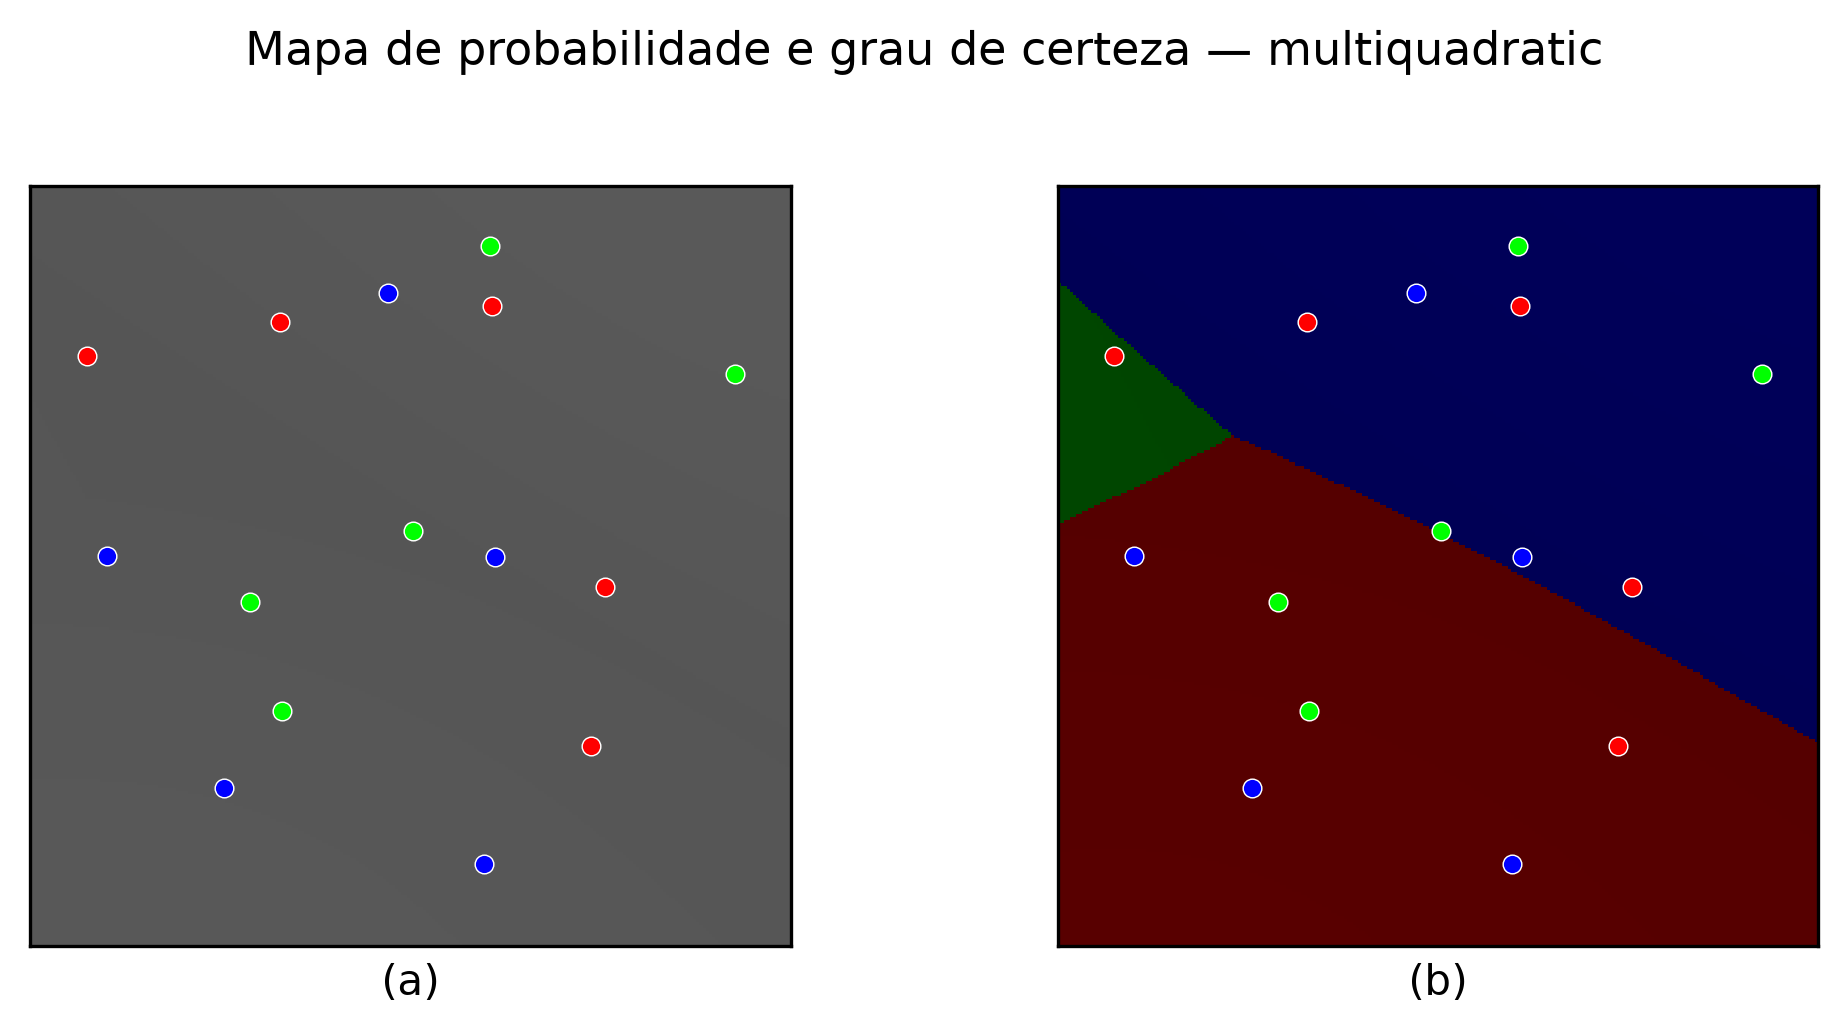 Mapa de probabilidade e grau de certeza — multiquadratic
(a)
(b)